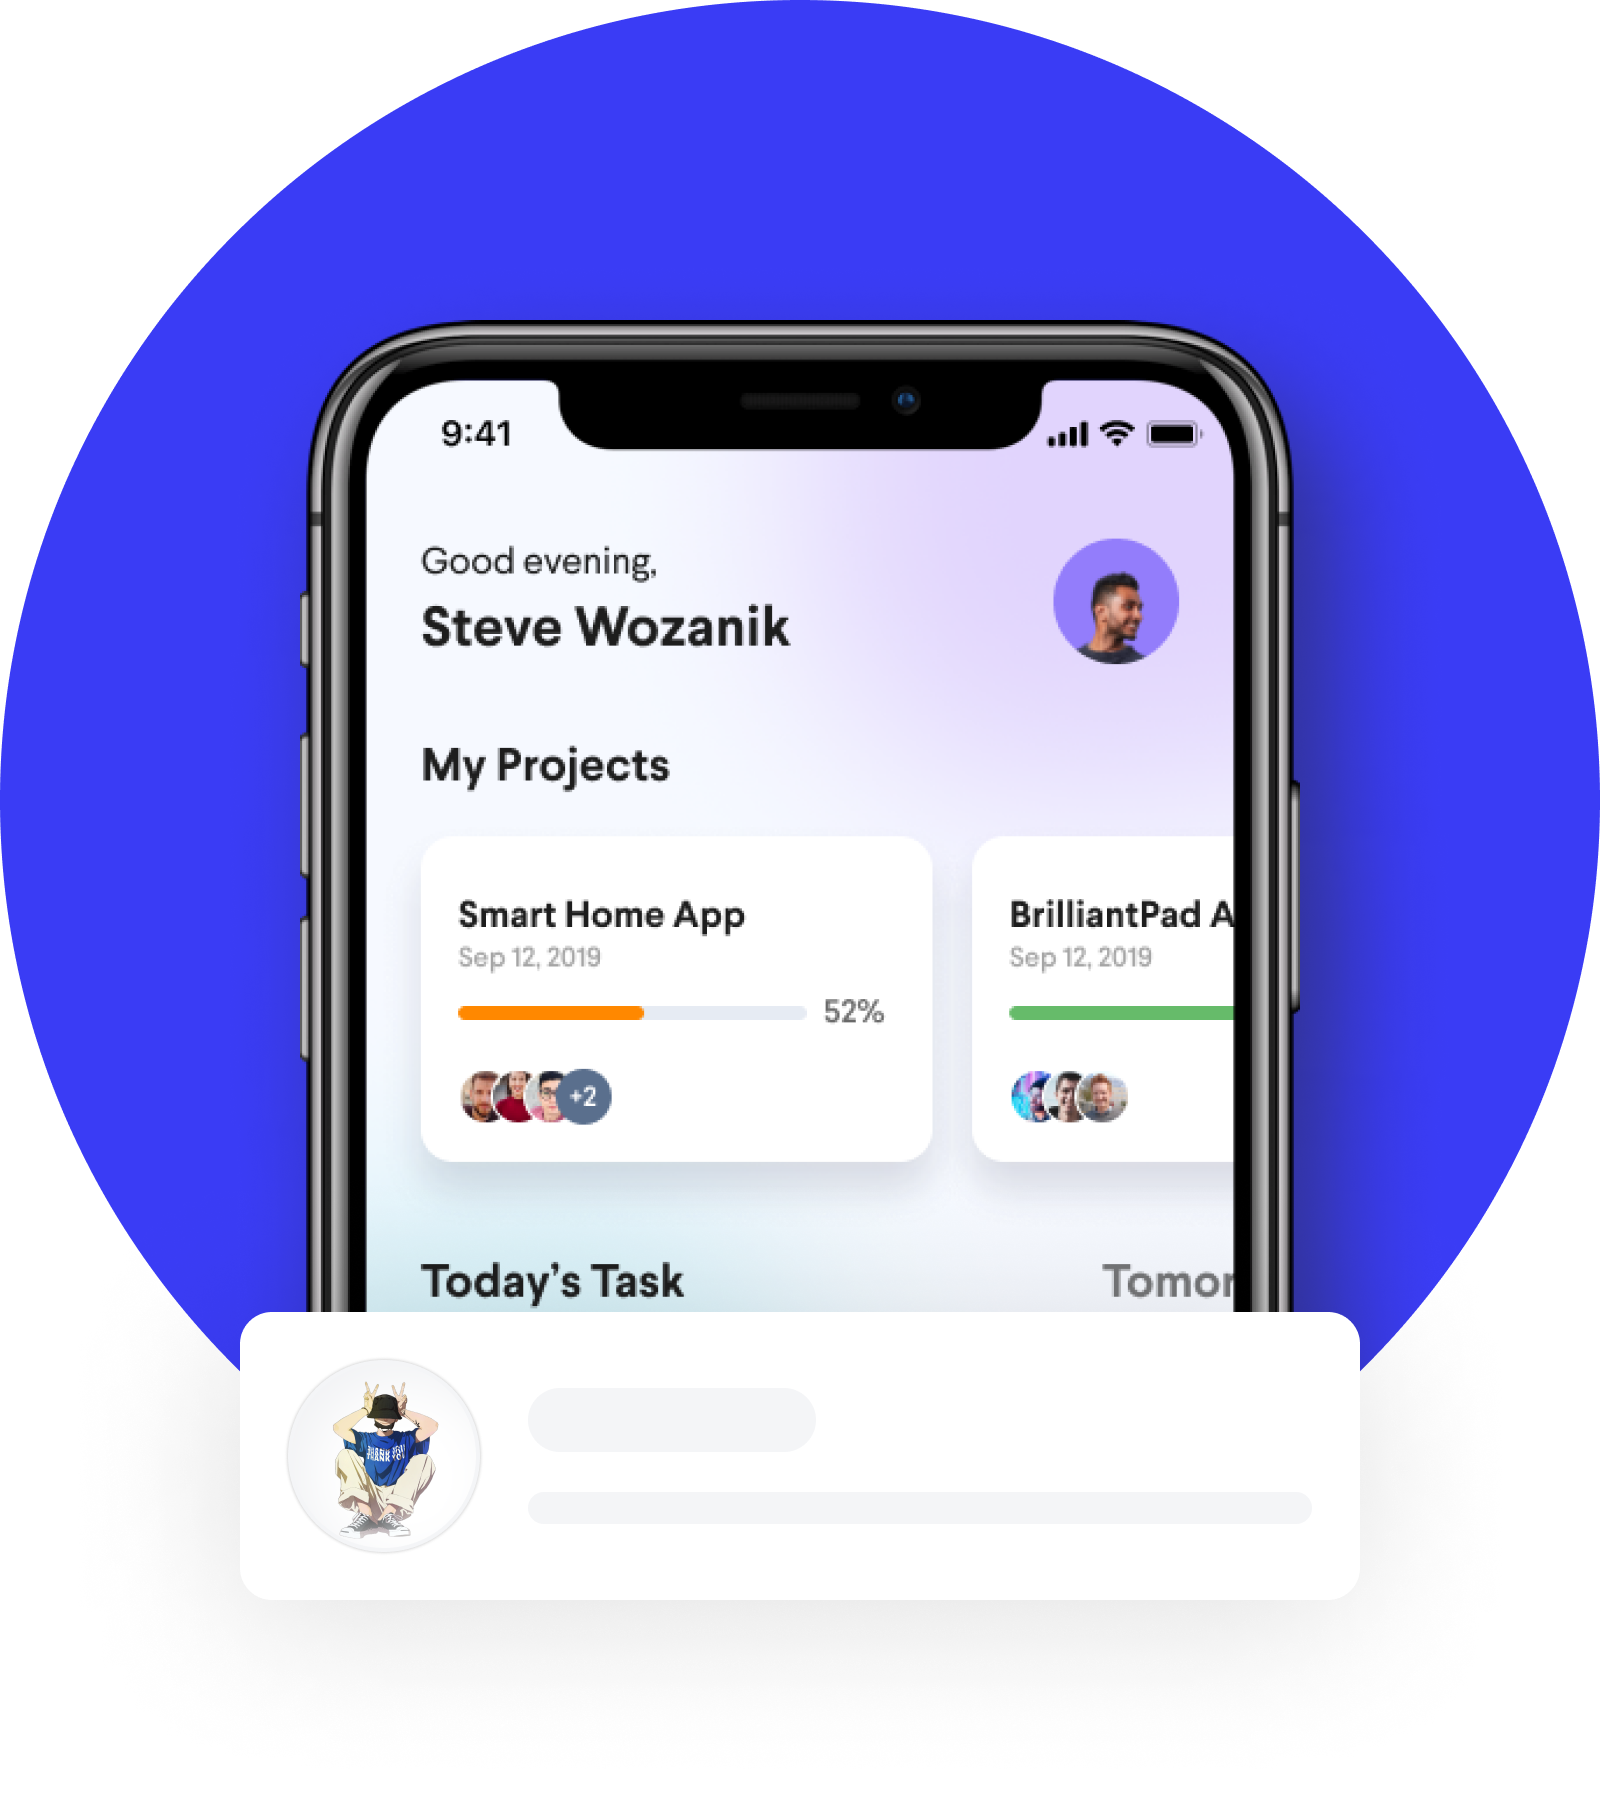 9:41
Good evening,
Steve Wozanik
My Projects
Smart Home App
Sep 12, 2019
52%
+2
BrilliantPad A
Sep 12, 2019
Today’s Task
Tomor